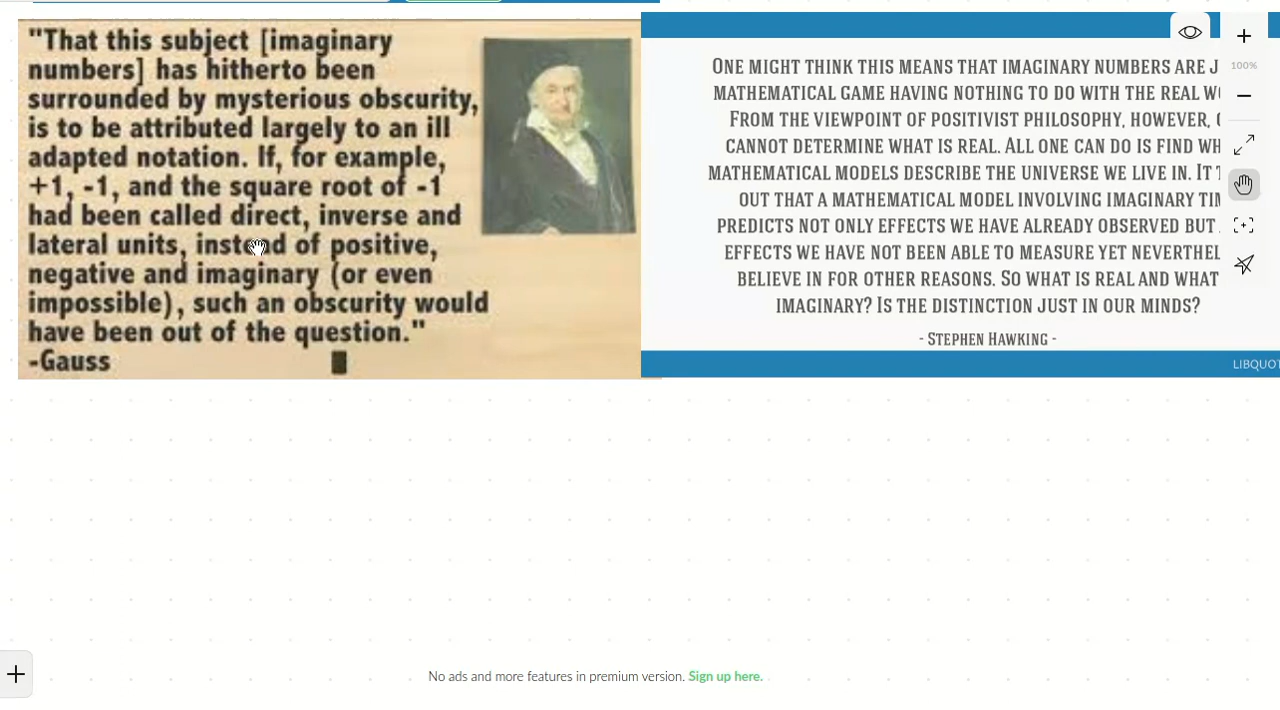 "That this subject [imaginary
numbers] has hitherto been
surrounded by mysterious obscurity,
is to be attributed largely to an ill
adapted notation. If, for example,
+1, -1, and the square root of -1
had been called direct, inverse and
lateral units, instead of positive,
negative and imaginary (or even
impossible), such an obscurity would
have been out of the question."
-Gauss
ONE MIGHT THINK THIS MEANS THAT IMAGINARY NUMBERS ARE
MATHEMATICAL GAME HAVING NOTHING TO DO WITH THE REAL
FROM THE VIEWPOINT OF POSITIVIST PHILOSOPHY, HOWEVER,
CANNOT DETERMINE WHAT IS REAL. ALL ONE CAN DO IS FIND
MATHEMATICAL MODELS DESCRIBE THE UNIVERSE WE LIVE IN. IT
OUT THAT A MATHEMATICAL MODEL INVOLVING IMAGINARY
PREDICTS NOT ONLY EFFECTS WE HAVE ALREADY OBSERVED BUT
EFFECTS WE HAVE NOT BEEN ABLE TO MEASURE YET
BELIEVE IN FOR OTHER REASONS. SO WHAT IS REAL AND WHAT
IMAGINARY? IS THE DISTINCTION JUST IN OUR MINDS?
- STEPHEN HAWKING -
100%
No ads and more features in premium version. Sign up here.